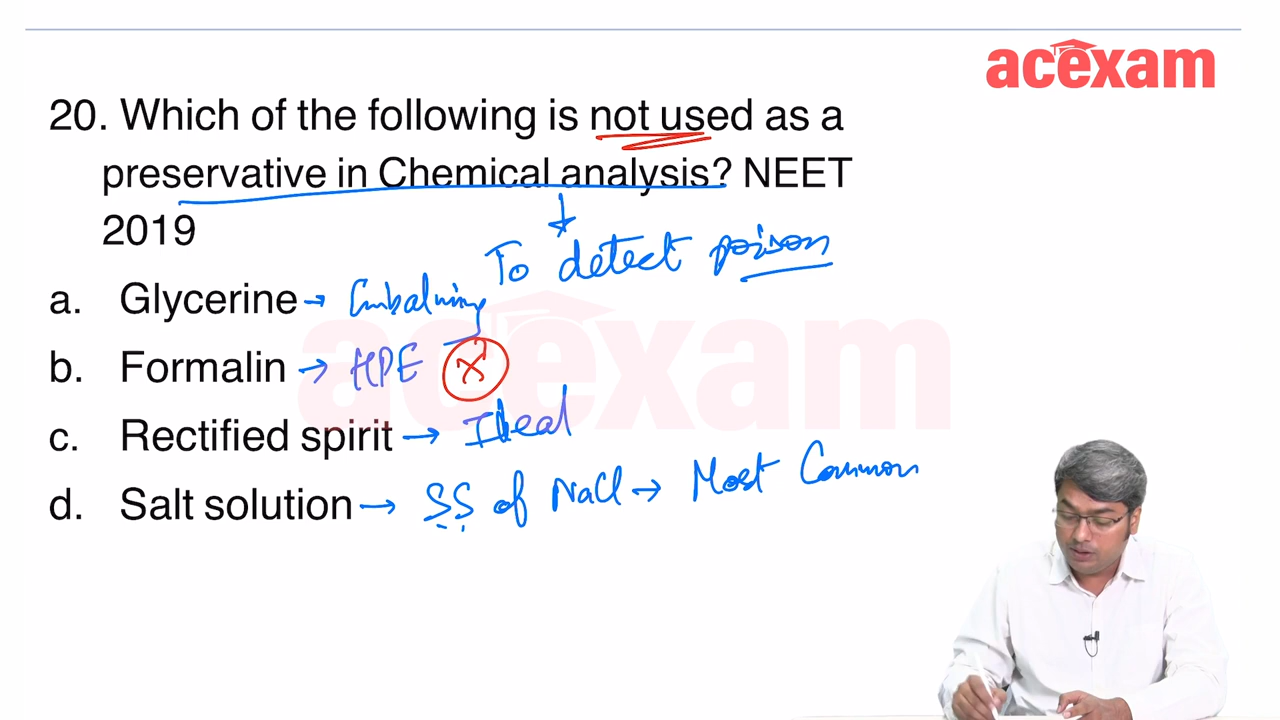 acexam
20. Which of the following is not used as a
preservative in Chemical analysis? NEET
2019
To detect poison
a. Glycerine → Embalming
b. Formalin → HPE X
c. Rectified spirit → Ideal
d. Salt solution → SS of NaCl → Most Common
acexam